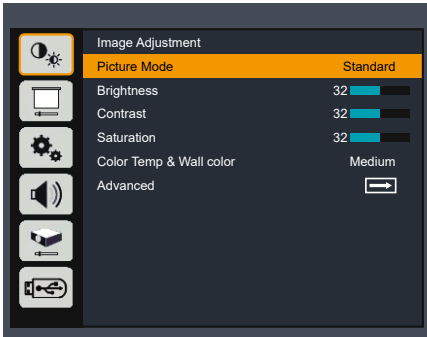 Image Adjustment
Picture Mode Standard
Brightness 32
Contrast 32
Saturation 32
Color Temp & Wall color Medium
Advanced